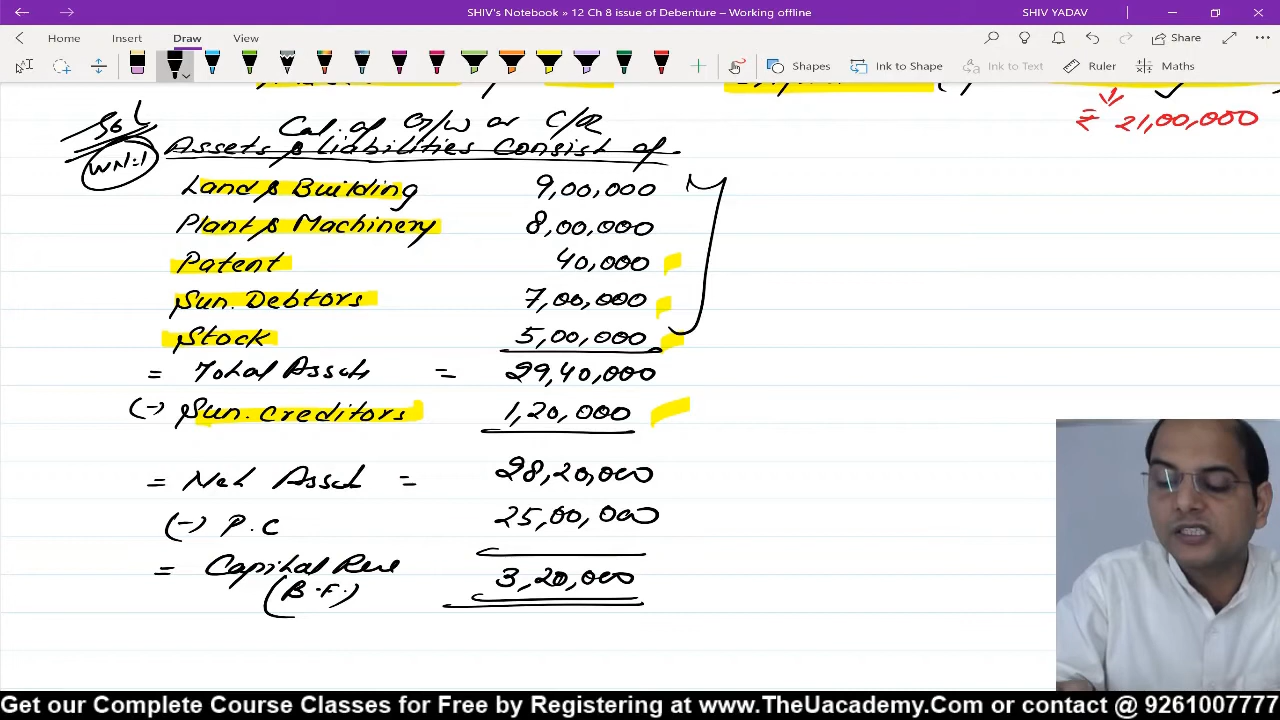 SHIV's Notebook » 12 Ch 8 issue of Debenture – Working offline
SHIV YADAV
Home Insert Draw View
Share
Shapes Ink to Shape Ink to Text Ruler Maths
₹ 21,00,000
Sol
Cal. of G/W or C/R
WN:1 Assets & Liabilities Consist of
Land & Building 9,00,000
Plant & Machinery 8,00,000
Patent 40,000
Sun. Debtors 7,00,000
Stock 5,00,000
= Total Assets = 29,40,000
(-) Sun. Creditors 1,20,000
= Net Asset = 28,20,000
(-) P.C 25,00,000
= Capital Rese 3,20,000
(B.F.)
Get our Complete Course Classes for Free by Registering at www.TheUacademy.Com or contact @ 9261007777